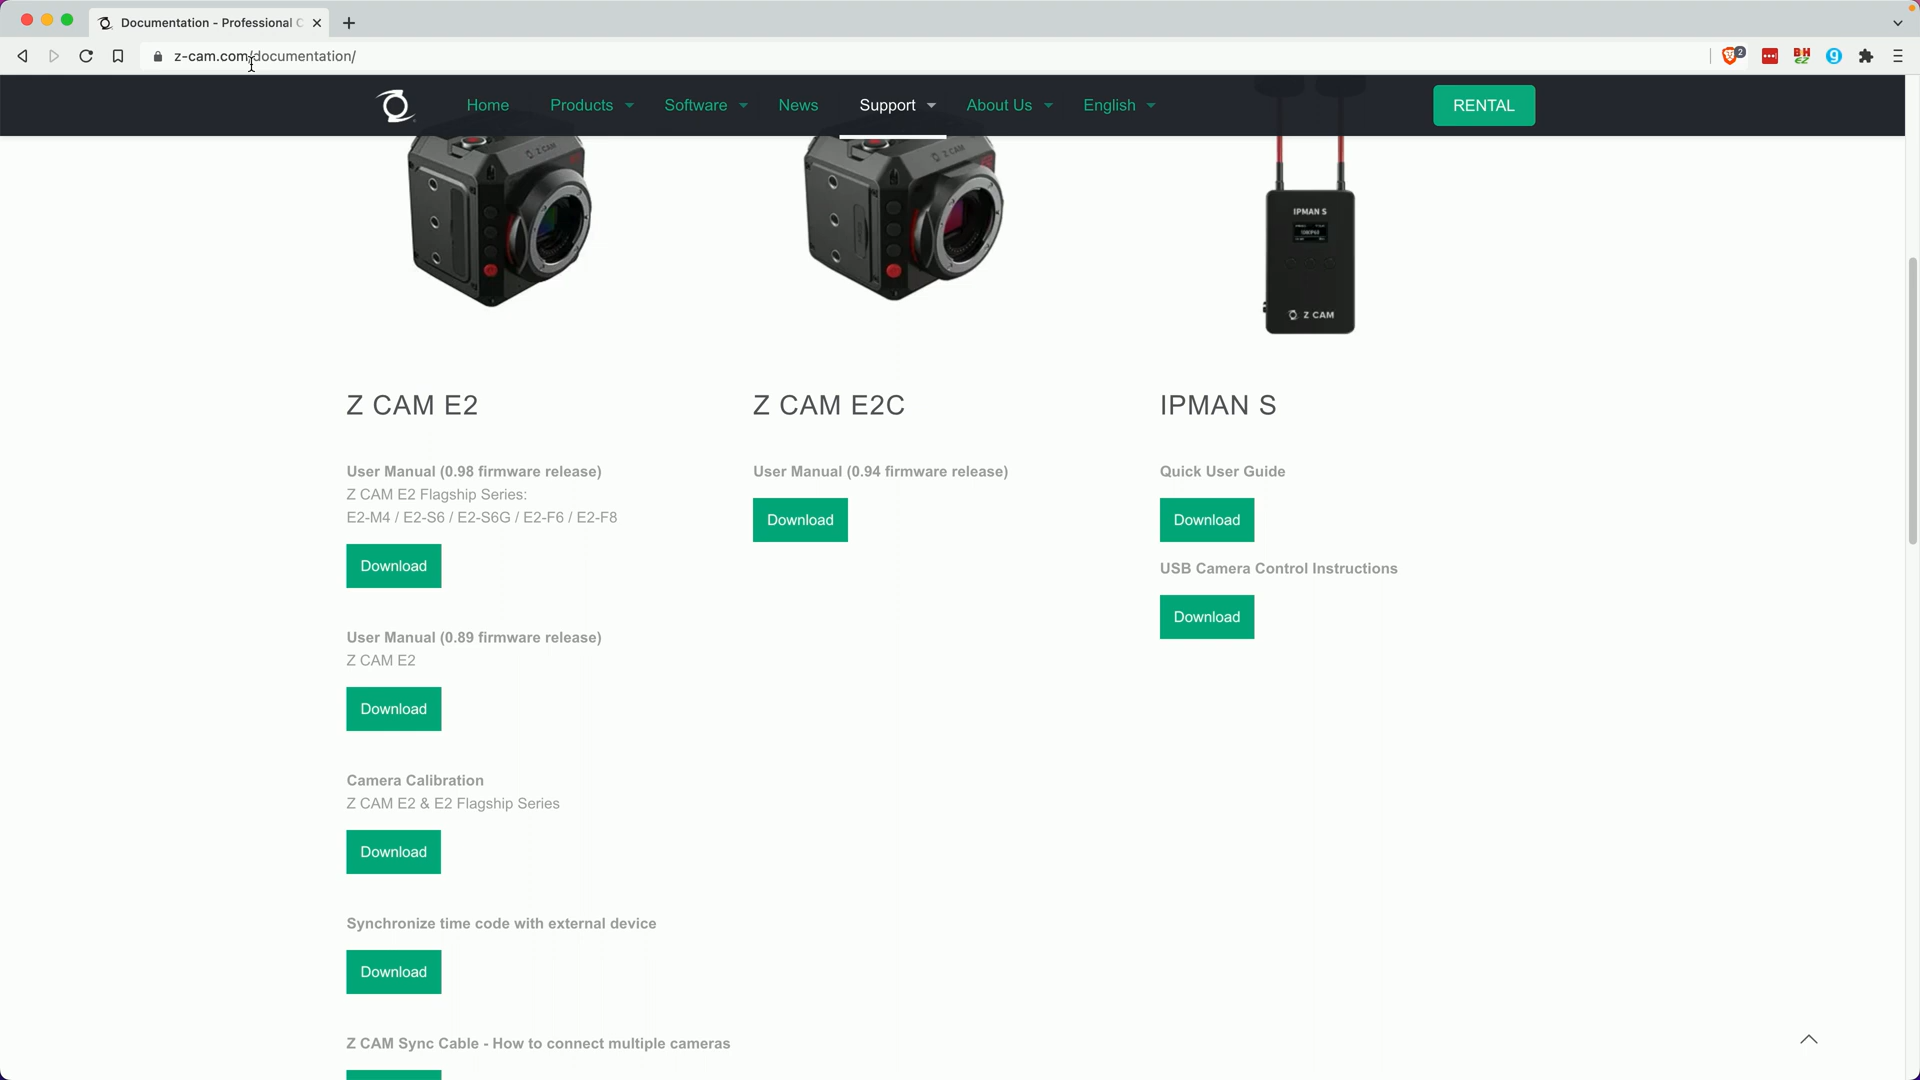 Documentation - Professional C
z-cam.com/documentation/
2
Home
Products
Software
News
Support
About Us
English
RENTAL
Z CAM
Z CAM
IPMAN S
Z CAM
Z CAM E2
Z CAM E2C
IPMAN S
User Manual (0.98 firmware release)
Z CAM E2 Flagship Series:
E2-M4 / E2-S6 / E2-S6G / E2-F6 / E2-F8
Download
User Manual (0.89 firmware release)
Z CAM E2
Download
Camera Calibration
Z CAM E2 & E2 Flagship Series
Download
Synchronize time code with external device
Download
Z CAM Sync Cable - How to connect multiple cameras
User Manual (0.94 firmware release)
Download
Quick User Guide
Download
USB Camera Control Instructions
Download